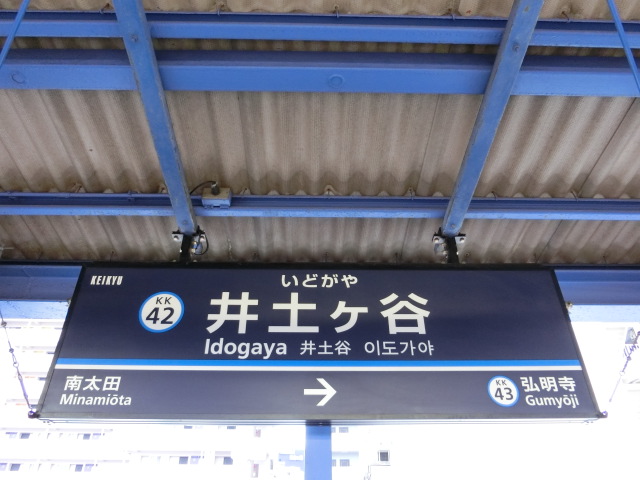 KEIKYU
いどがや
KK
42
井土ヶ谷
Idogaya 井土谷 이도가야
南太田
Minamiōta
→
KK
43
弘明寺
Gumyōji